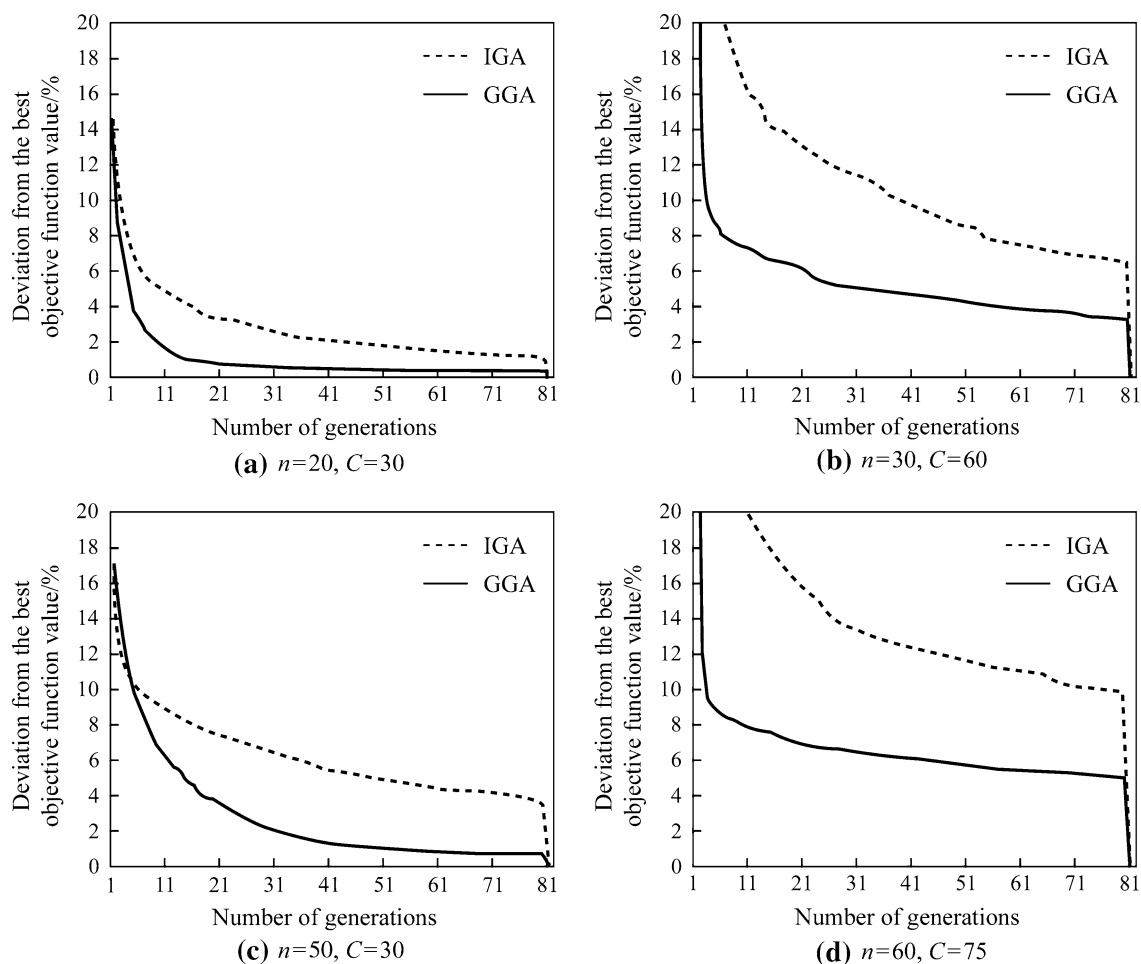 Deviation from the best
objective function value/%
20
18
16
14
12
10
8
6
4
2
0
IGA
GGA
1 11 21 31 41 51 61 71 81
Number of generations
(a) n=20, C=30
Deviation from the best
objective function value/%
20
18
16
14
12
10
8
6
4
2
0
IGA
GGA
1 11 21 31 41 51 61 71 81
Number of generations
(b) n=30, C=60
Deviation from the best
objective function value/%
20
18
16
14
12
10
8
6
4
2
0
IGA
GGA
1 11 21 31 41 51 61 71 81
Number of generations
(c) n=50, C=30
Deviation from the best
objective function value/%
20
18
16
14
12
10
8
6
4
2
0
IGA
GGA
1 11 21 31 41 51 61 71 81
Number of generations
(d) n=60, C=75